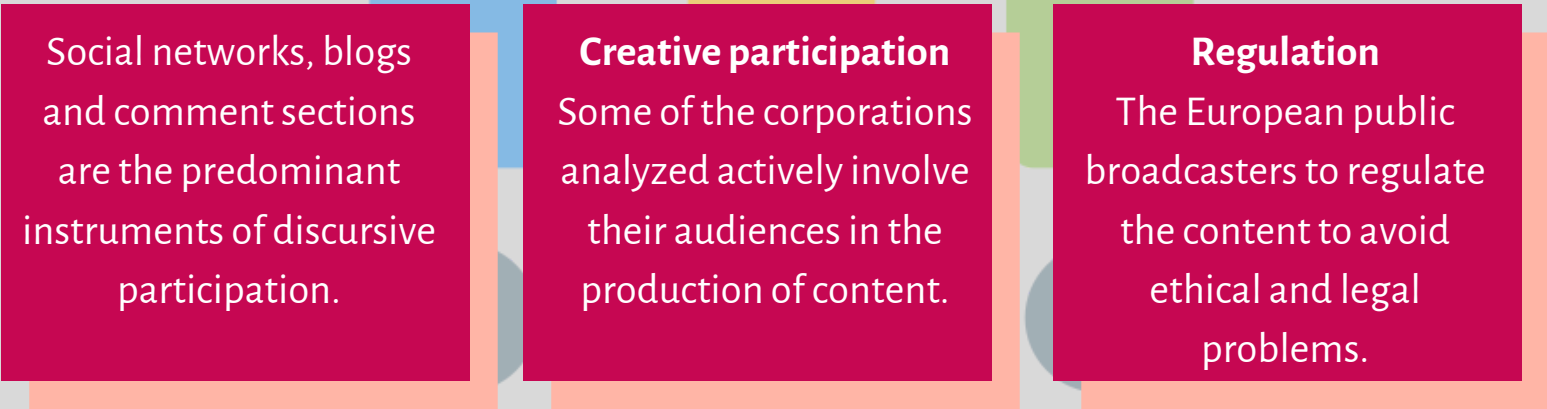 Social networks, blogs
and comment sections
are the predominant
instruments of discursive
participation.
Creative participation
Some of the corporations
analyzed actively involve
their audiences in the
production of content.
Regulation
The European public
broadcasters to regulate
the content to avoid
ethical and legal
problems.